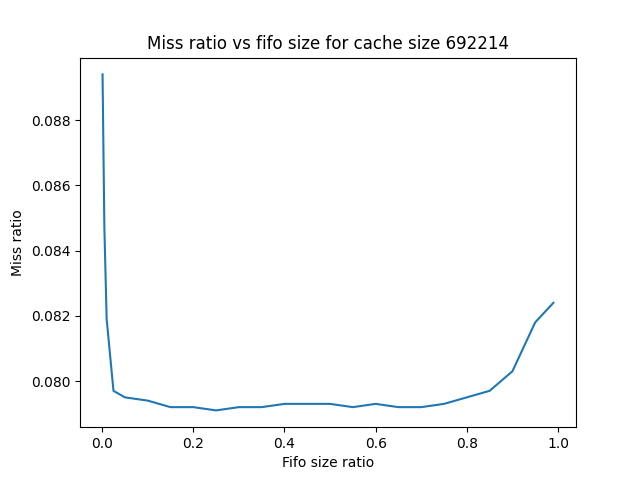 Miss ratio vs fifo size for cache size 692214
0.088
0.086
0.084
0.082
0.080
Miss ratio
0.0 0.2 0.4 0.6 0.8 1.0
Fifo size ratio